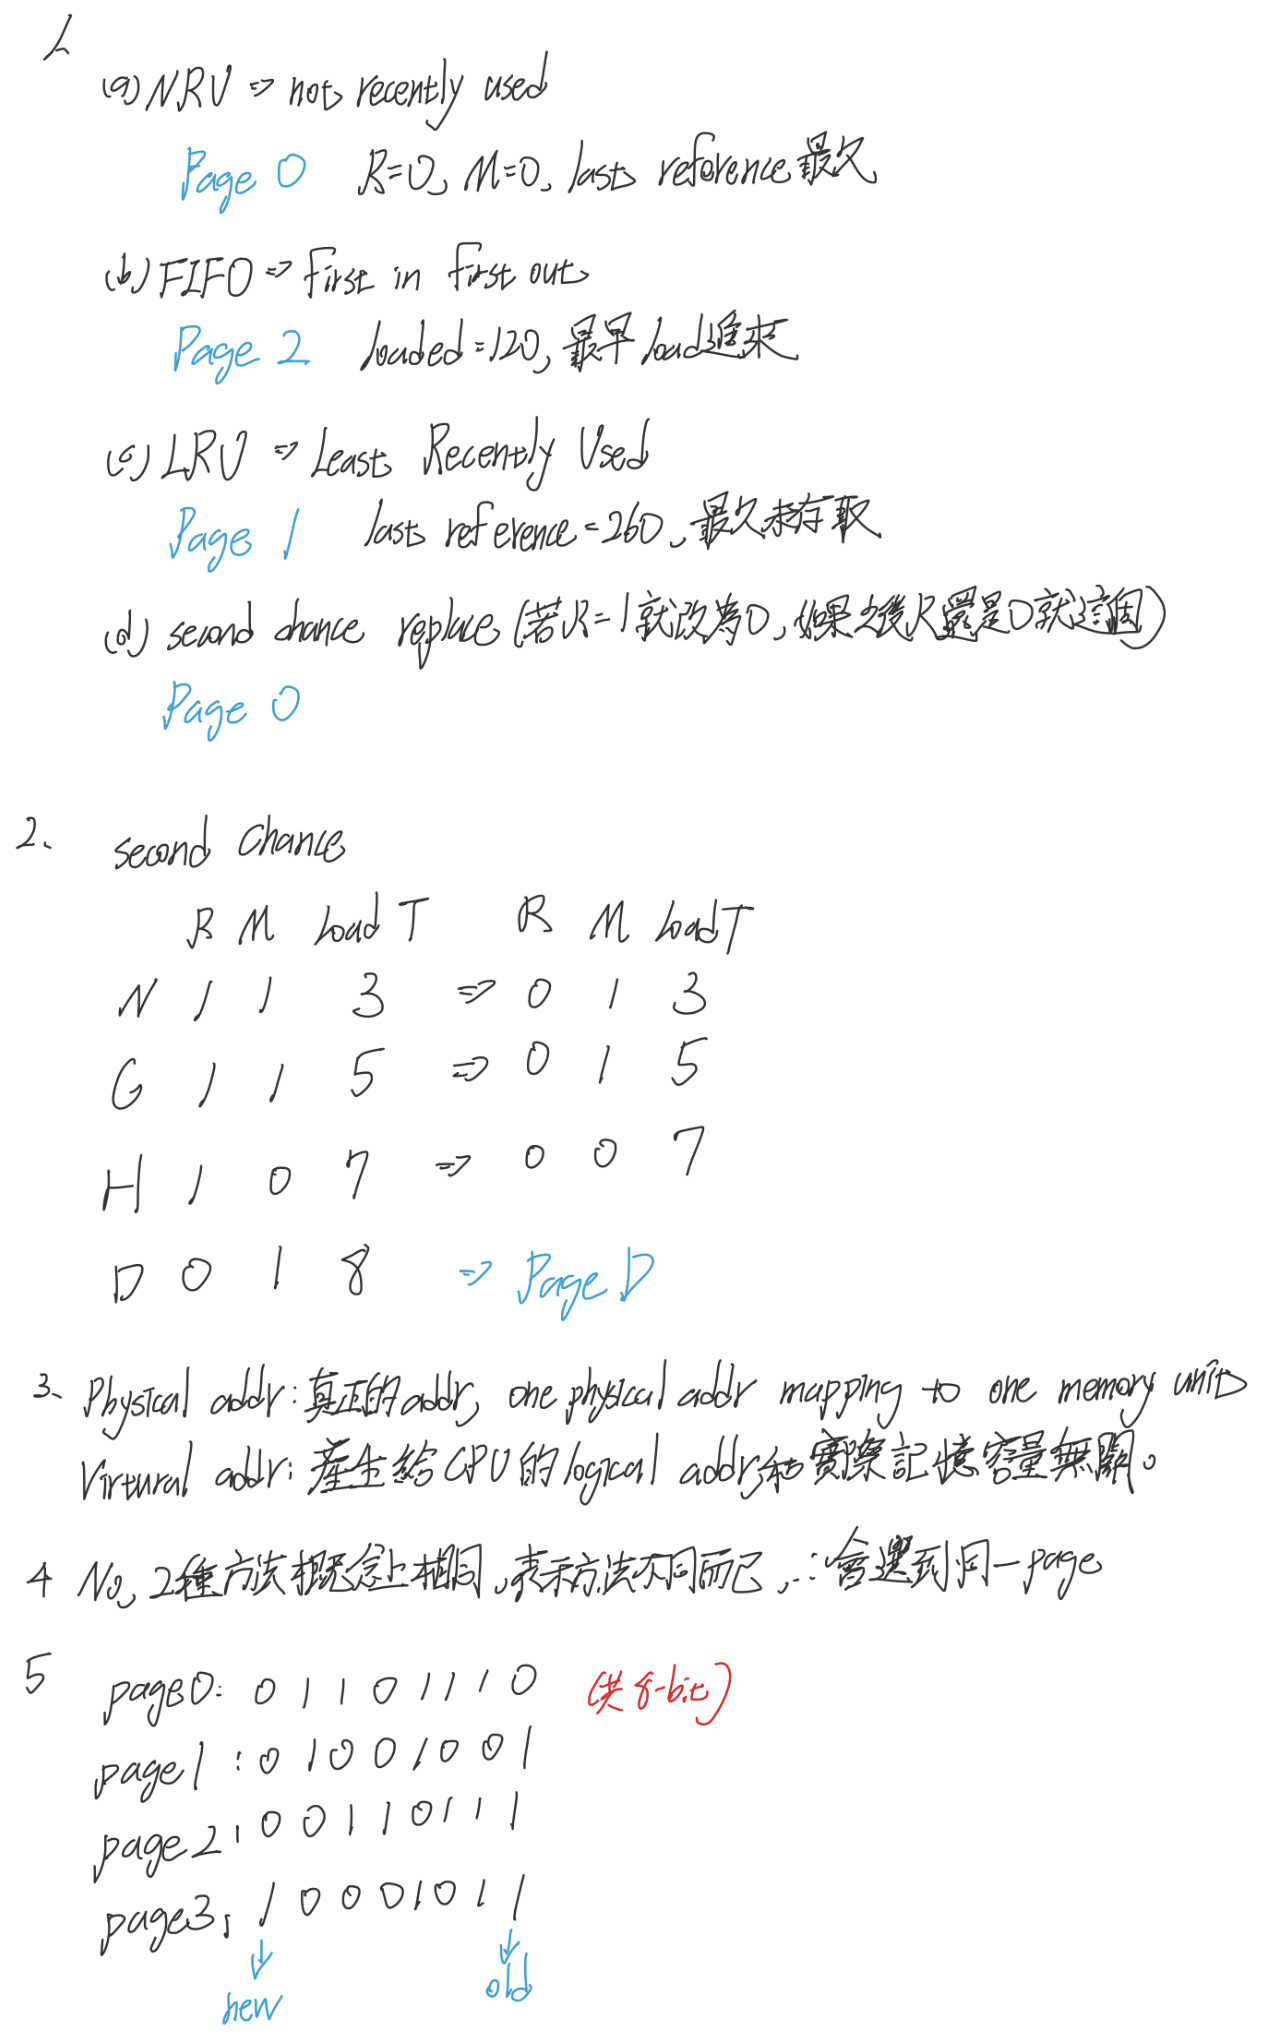 1.
(a) NRU => not recently used
Page 0 R=0, M=0, last reference 最久
(b) FIFO => First in first out
Page 2 loaded=120, 最早load進來
(c) LRU => Least Recently Used
Page 1 last reference=260, 最久未存取
(d) second chance replace (若R=1就改為0, 如果之後R還是0就這個)
Page 0
2. second chance
R M Load T R M Load T
N 1 1 3 => 0 1 3
G 1 1 5 => 0 1 5
H 1 0 7 => 0 0 7
D 0 1 8 => Page D
3. Physical addr: 真正的addr, one physical addr mapping to one memory unit
Virtural addr: 產生給CPU的logical addr, 和實際記憶容量無關。
4 No, 2種方法概念上相同, 表示方法不同而已, ∴會選到同一page
5 page0: 0 1 1 0 1 1 1 0 (共8-bit)
page1: 0 1 0 0 1 0 0 1
page2: 0 0 1 1 0 1 1 1
page3: 1 0 0 0 1 0 1 1
new old